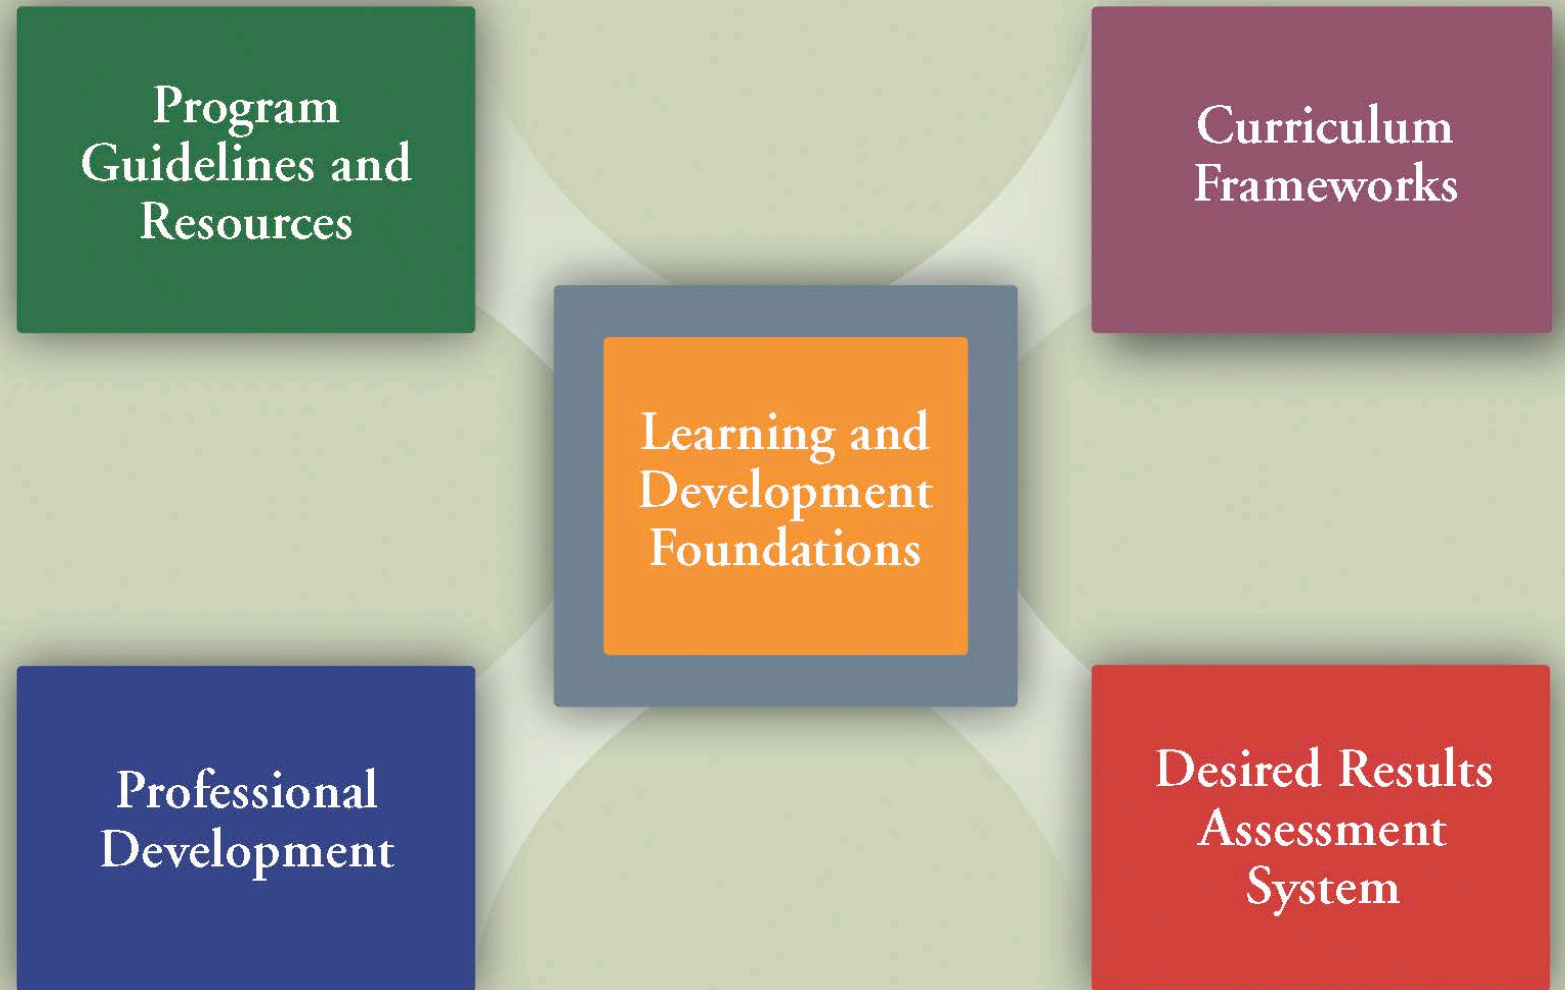 Program
Guidelines and
Resources
Curriculum
Frameworks
Learning and
Development
Foundations
Professional
Development
Desired Results
Assessment
System